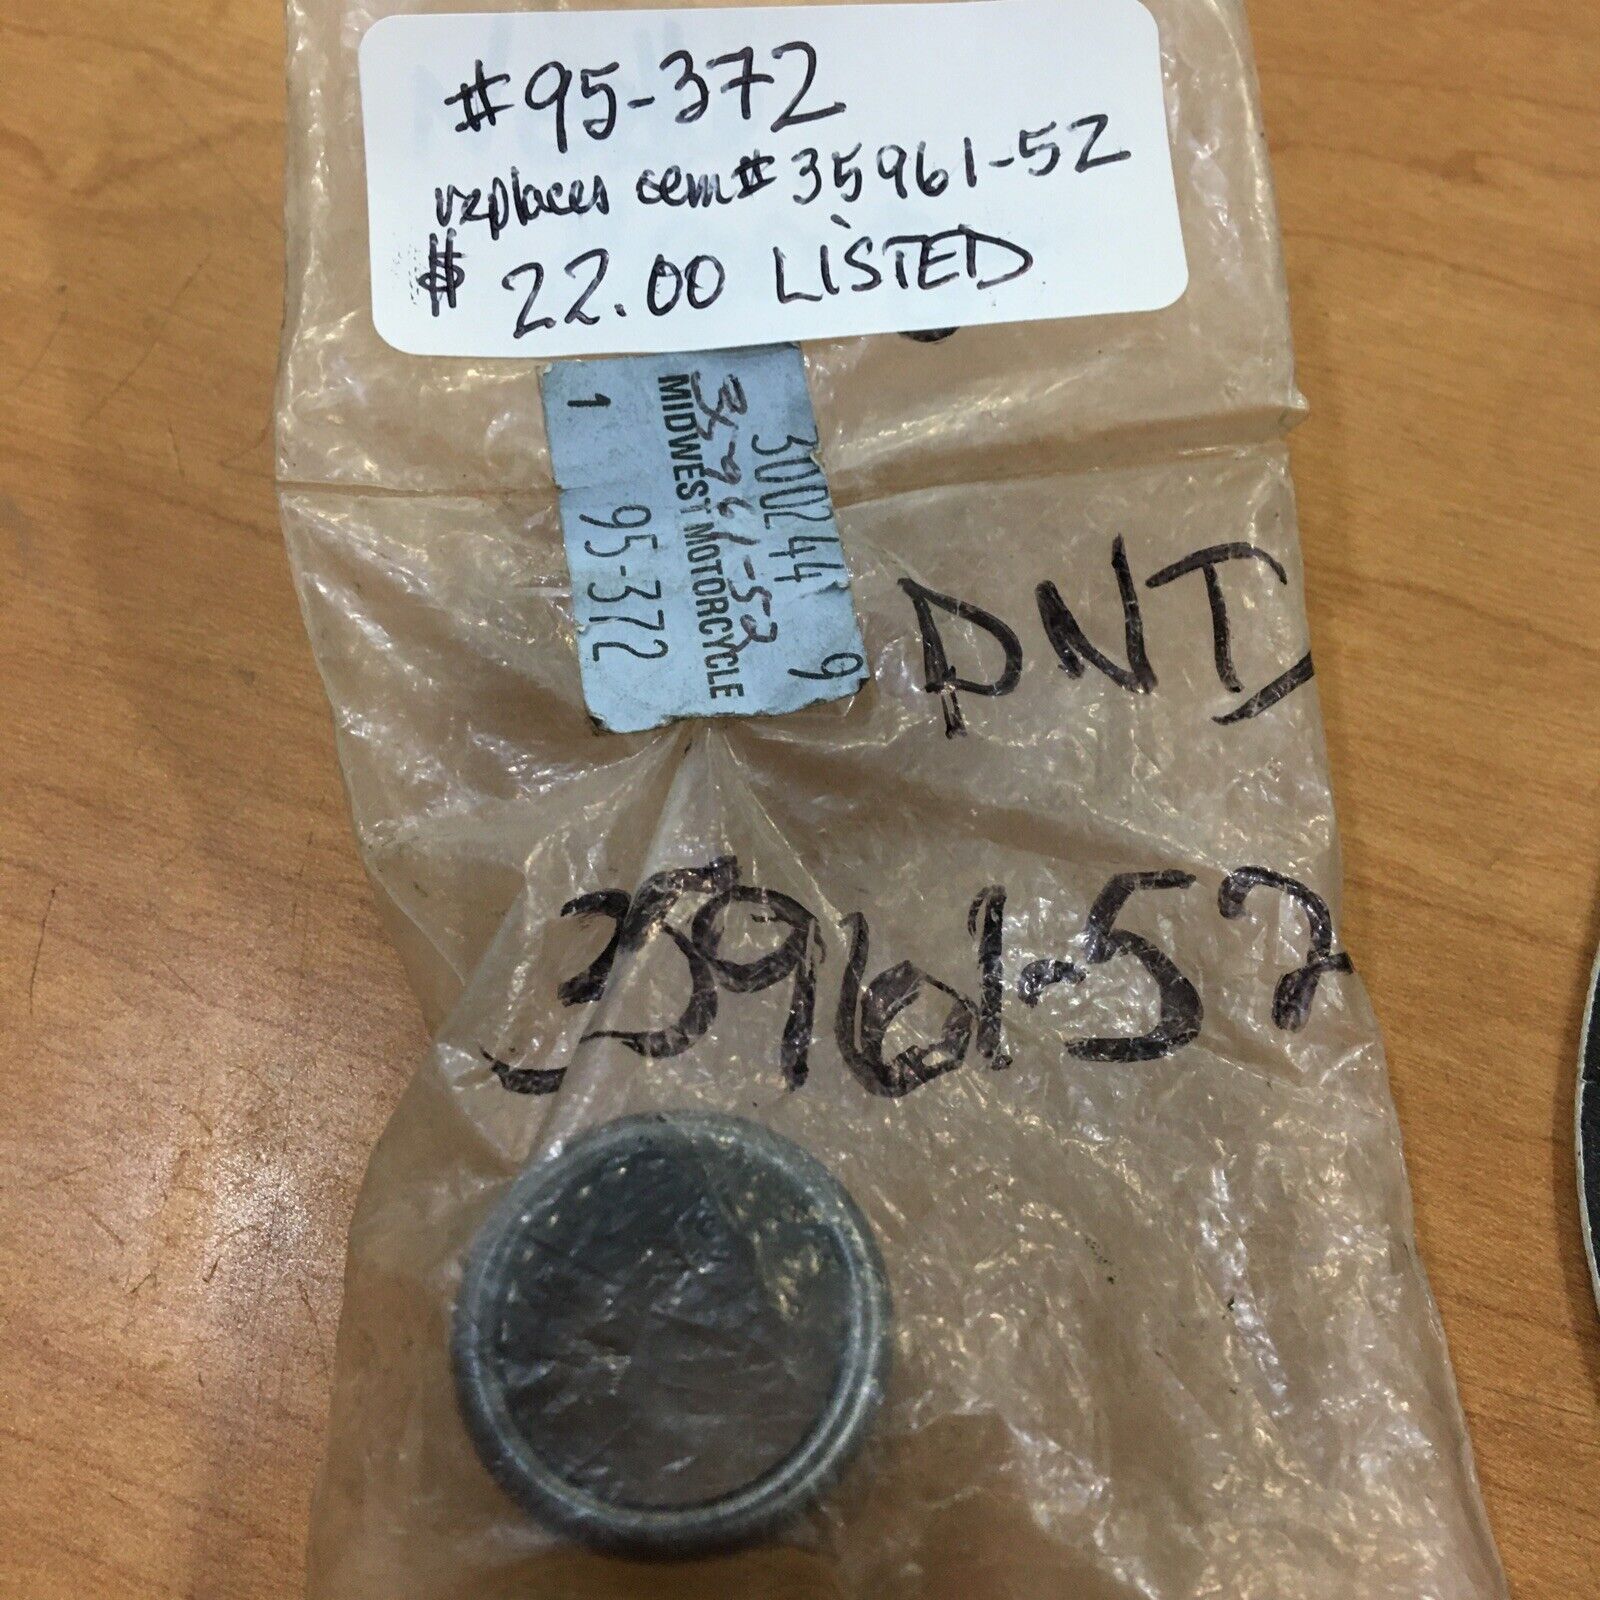 #95-372
replaces oem# 35961-52
$ 22.00 LISTED
300244 9
35961-52
MIDWEST MOTORCYCLE
1 95-372
PNT
35961-52